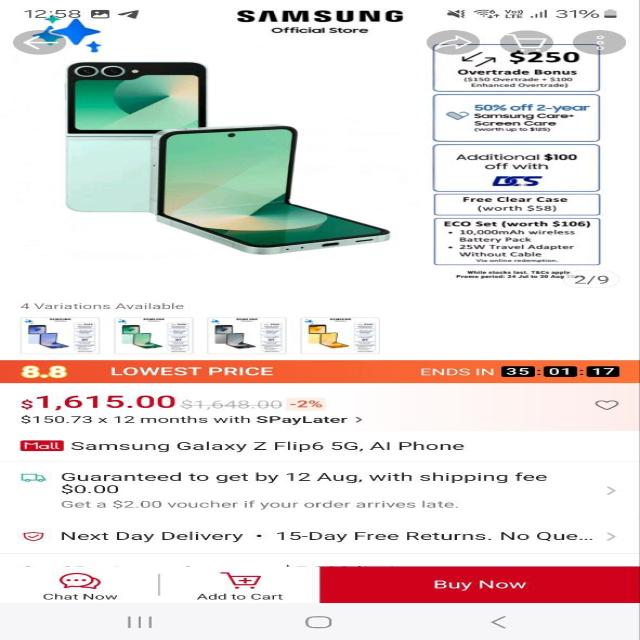 12:58
SAMSUNG
Official Store
31%
$250
Overtrade Bonus
($150 Overtrade + $100
Enhanced Overtrade)
50% off 2-year
Samsung Care+
Screen Care
(worth up to $125)
Additional $100
off with
DCS
Free Clear Case
(worth $58)
ECO Set (worth $106)
• 10,000mAh wireless
Battery Pack
• 25W Travel Adapter
Without Cable
Via online redemption.
While stocks last. T&Cs apply
Promo period: 24 Jul to 30 Aug
2/9
4 Variations Available
8.8 LOWEST PRICE ENDS IN 35:01:17
$1,615.00 $1,648.00 -2%
$150.73 x 12 months with SPayLater >
Mall Samsung Galaxy Z Flip6 5G, AI Phone
Guaranteed to get by 12 Aug, with shipping fee
$0.00
Get a $2.00 voucher if your order arrives late.
Next Day Delivery • 15-Day Free Returns. No Que...
Chat Now
Add to Cart
Buy Now